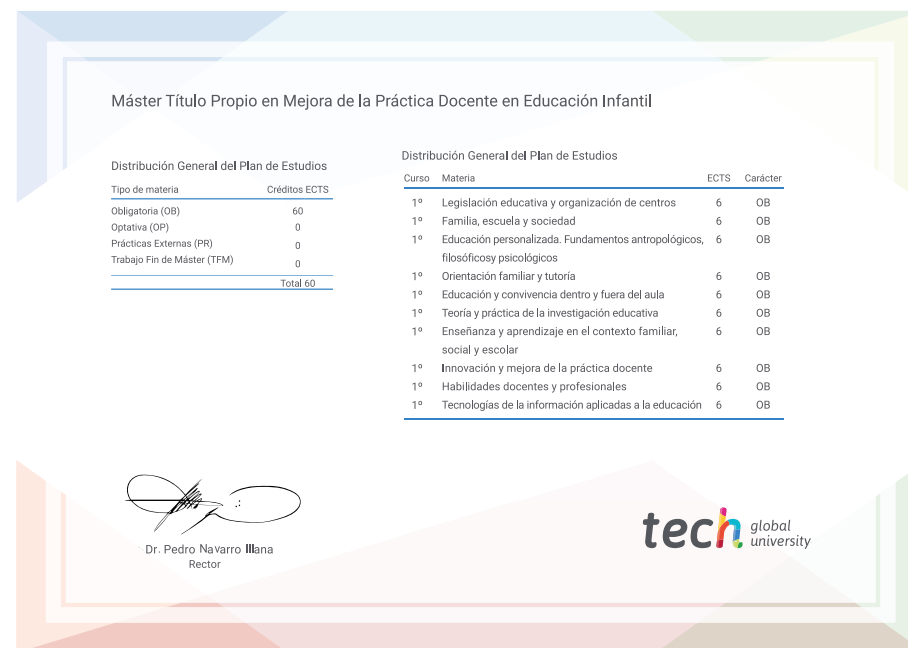 Máster Título Propio en Mejora de la Práctica Docente en Educación Infantil
Distribución General del Plan de Estudios
Tipo de materia Créditos ECTS
Obligatoria (OB) 60
Optativa (OP) 0
Prácticas Externas (PR) 0
Trabajo Fin de Máster (TFM) 0
Total 60
Distribución General del Plan de Estudios
Curso Materia ECTS Carácter
1º Legislación educativa y organización de centros 6 OB
1º Familia, escuela y sociedad 6 OB
1º Educación personalizada. Fundamentos antropológicos, 6 OB
filosóficosy psicológicos
1º Orientación familiar y tutoría 6 OB
1º Educación y convivencia dentro y fuera del aula 6 OB
1º Teoría y práctica de la investigación educativa 6 OB
1º Enseñanza y aprendizaje en el contexto familiar, 6 OB
social y escolar
1º Innovación y mejora de la práctica docente 6 OB
1º Habilidades docentes y profesionales 6 OB
1º Tecnologías de la información aplicadas a la educación 6 OB
Dr. Pedro Navarro Illana
Rector
tech global
university